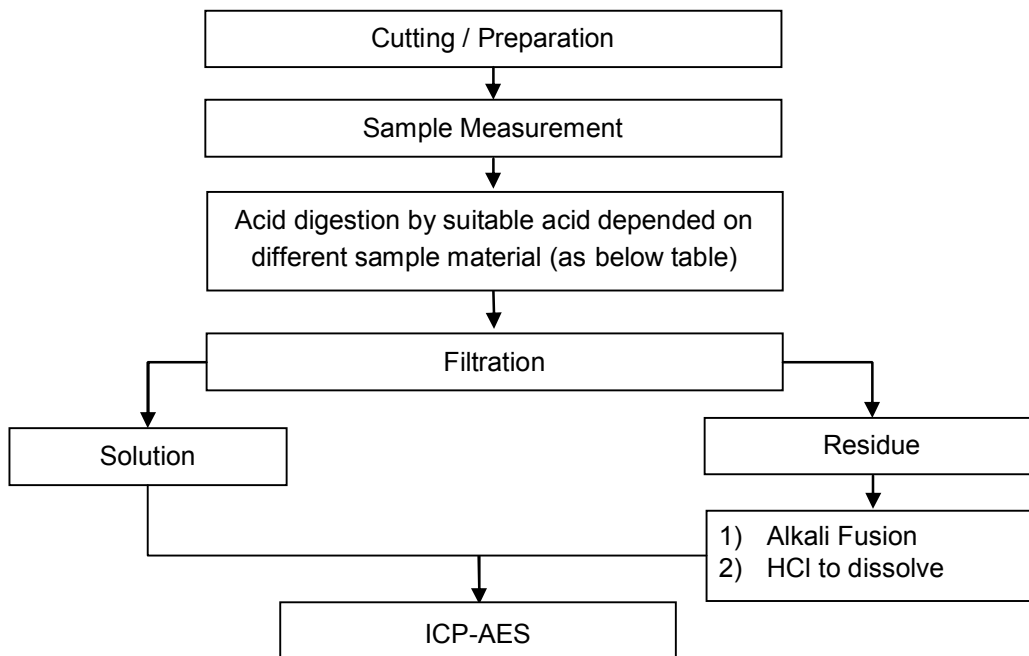 Cutting / Preparation
Sample Measurement
Acid digestion by suitable acid depended on
different sample material (as below table)
Filtration
Solution
Residue
1) Alkali Fusion
2) HCl to dissolve
ICP-AES